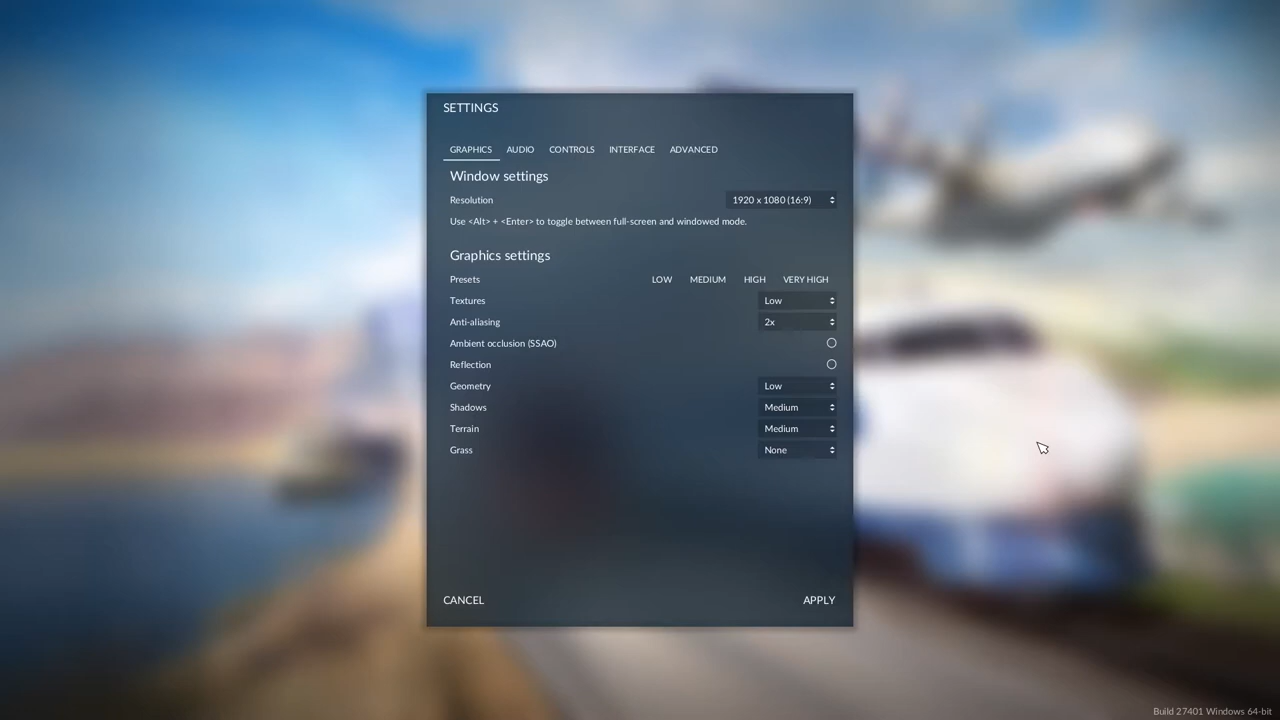 SETTINGS
GRAPHICS AUDIO CONTROLS INTERFACE ADVANCED
Window settings
Resolution 1920 x 1080 (16:9)
Use <Alt> + <Enter> to toggle between full-screen and windowed mode.
Graphics settings
Presets LOW MEDIUM HIGH VERY HIGH
Textures Low
Anti-aliasing 2x
Ambient occlusion (SSAO)
Reflection
Geometry Low
Shadows Medium
Terrain Medium
Grass None
CANCEL APPLY
Build 27401 Windows 64-bit